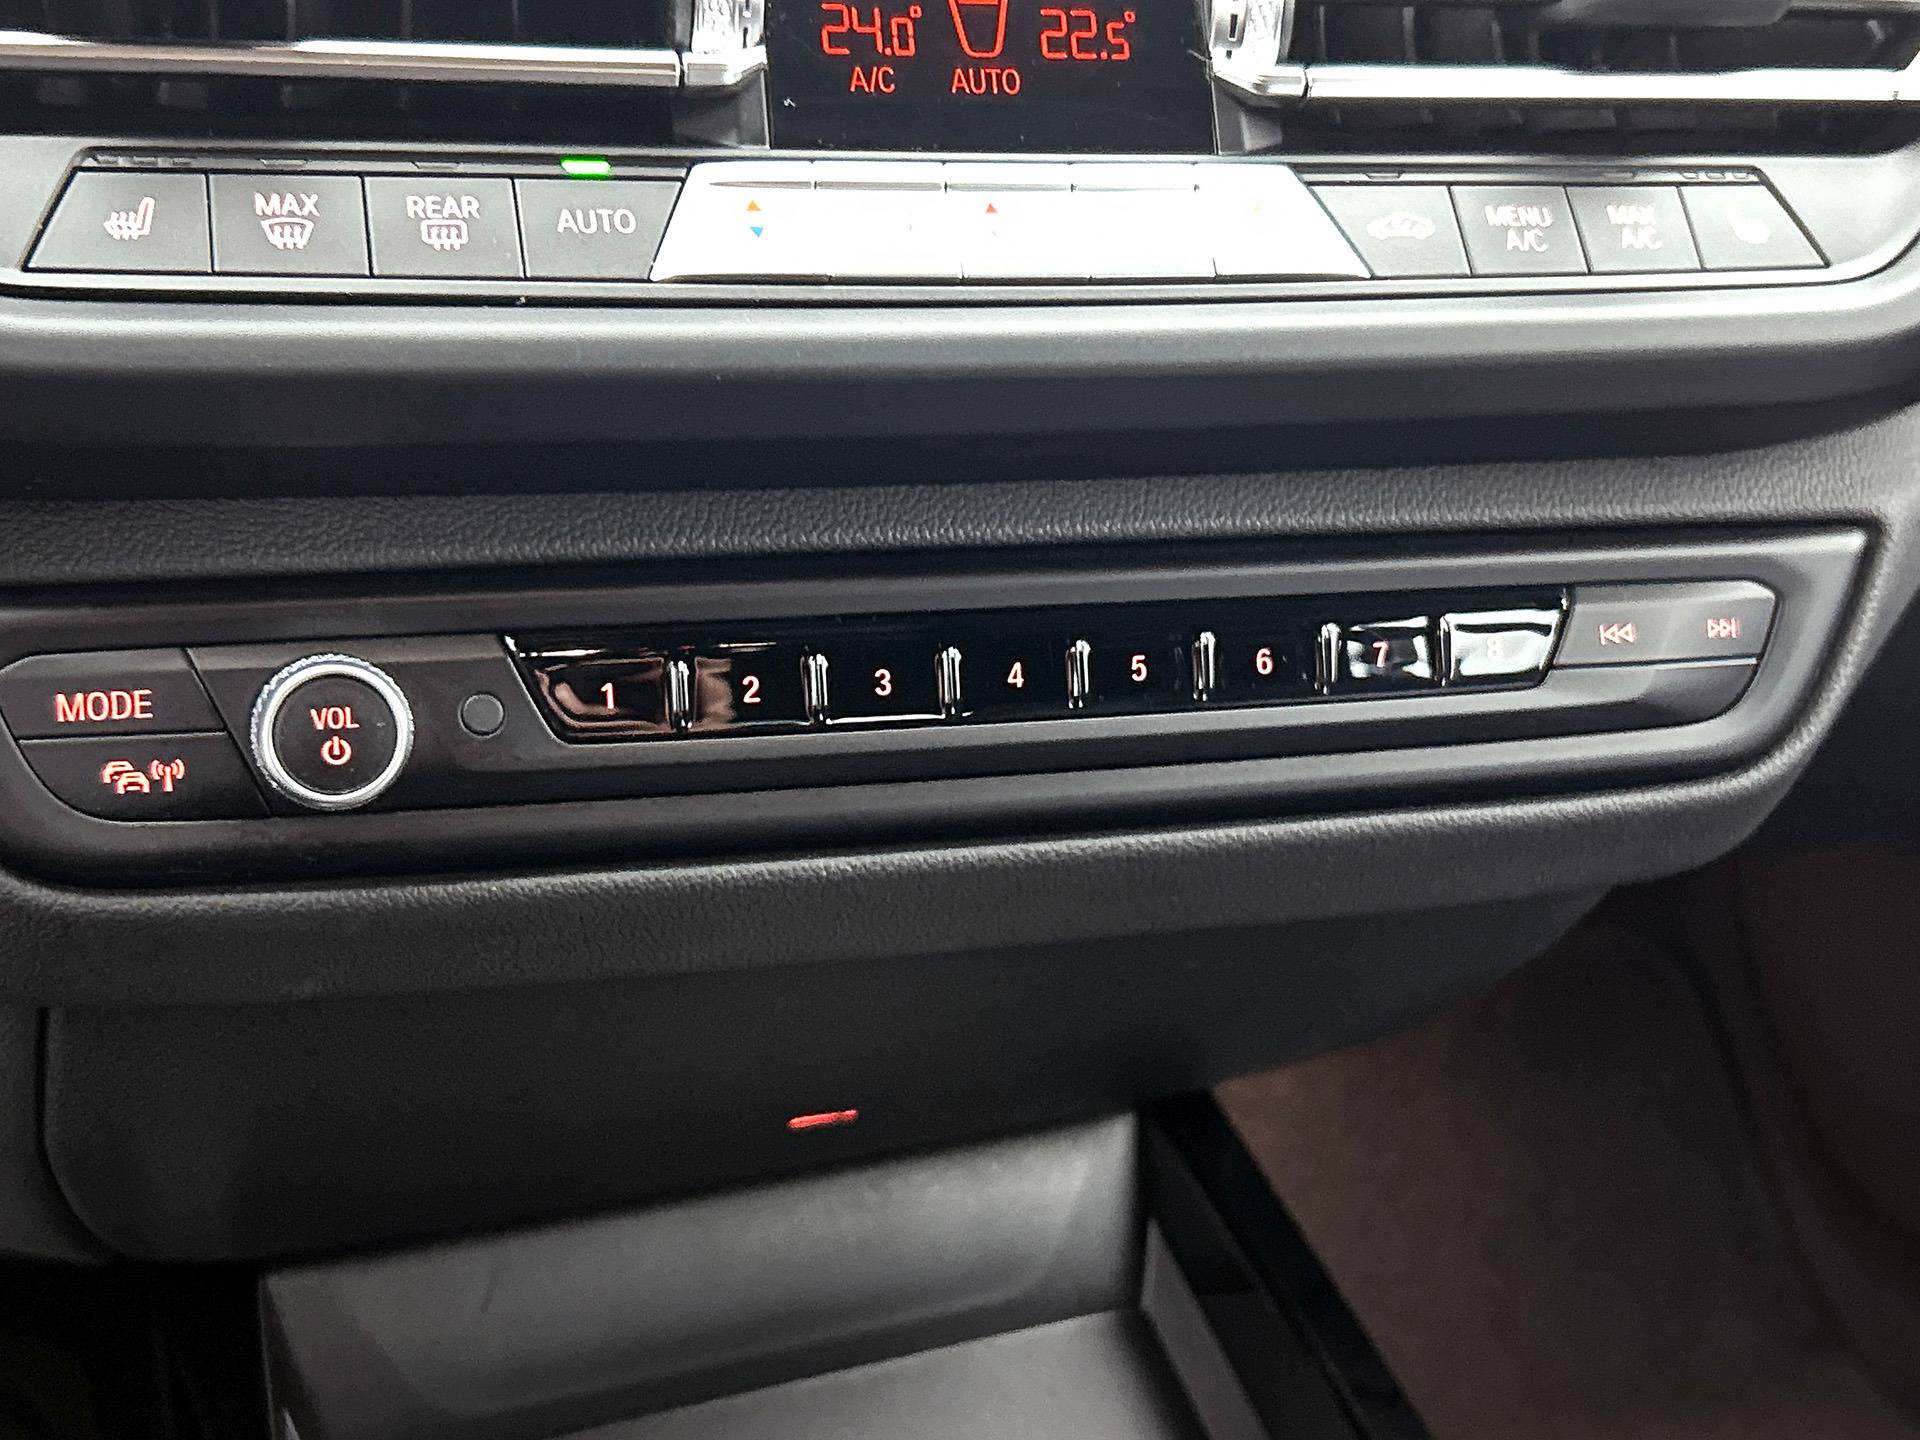 24.0° 22.5°
A/C AUTO
MAX REAR AUTO MENU MAX
A/C A/C
MODE VOL 1 2 3 4 5 6 7 8